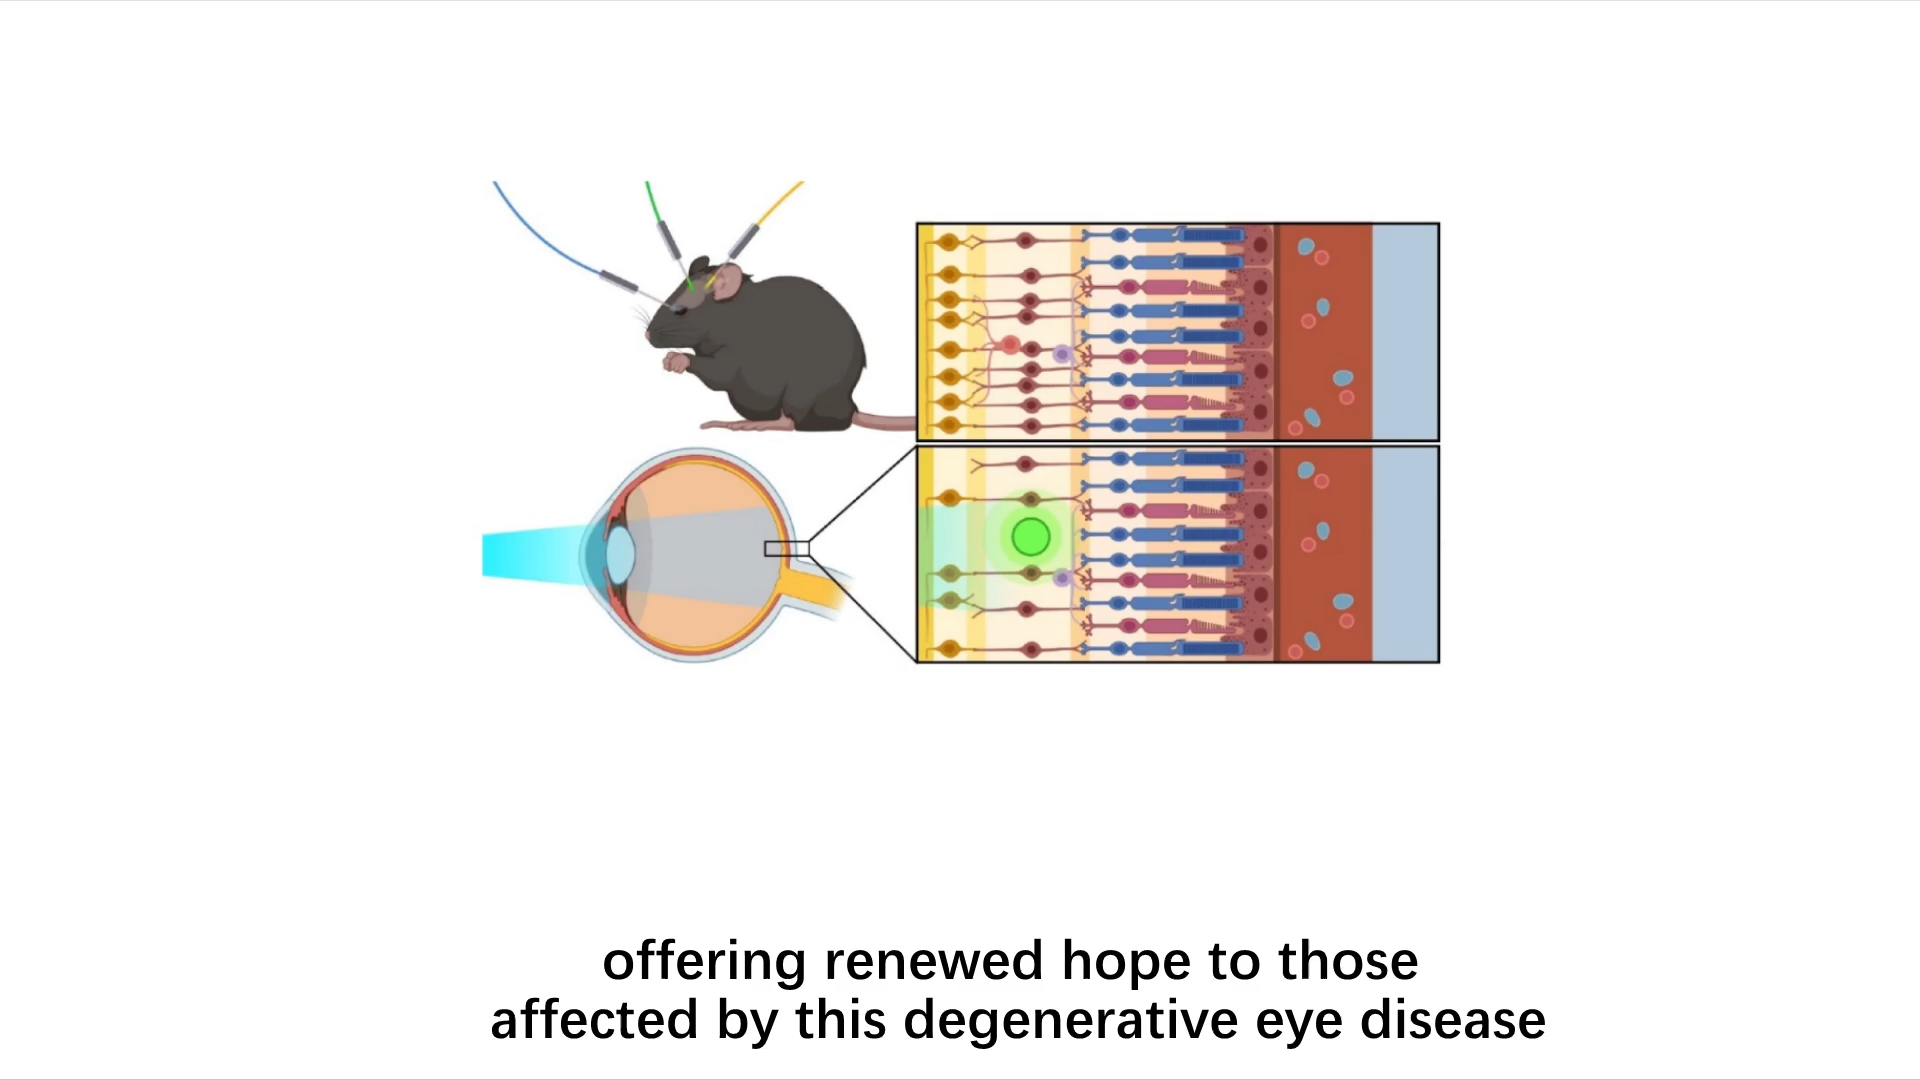 offering renewed hope to those
affected by this degenerative eye disease